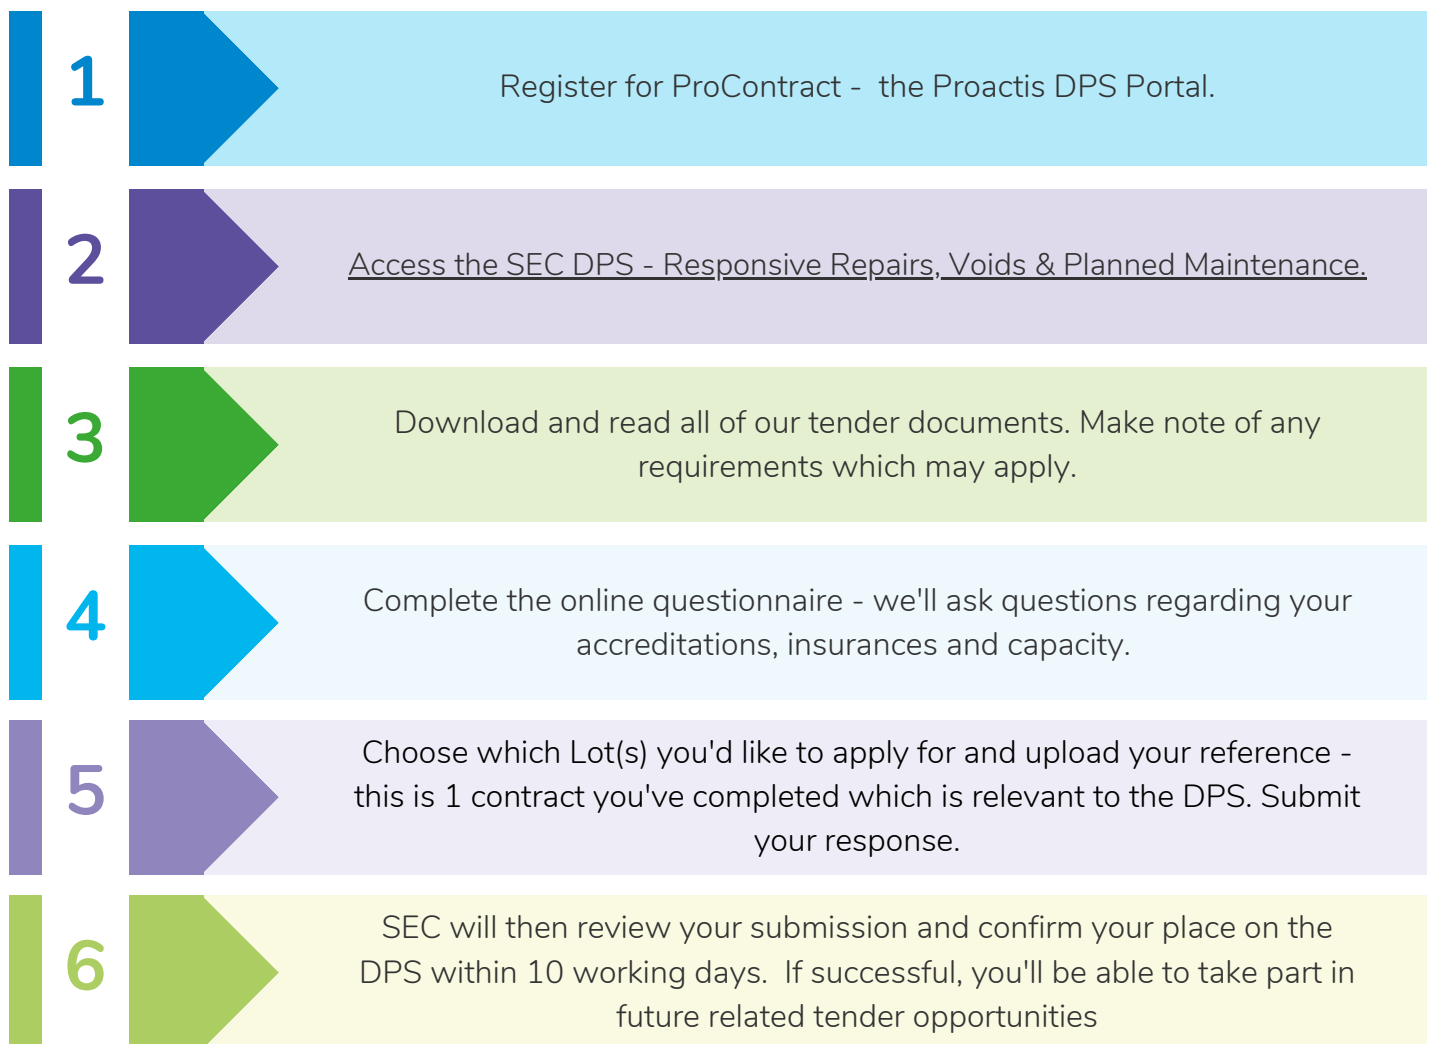 1
Register for ProContract -  the Proactis DPS Portal.
2
Access the SEC DPS - Responsive Repairs, Voids & Planned Maintenance.
3
Download and read all of our tender documents. Make note of any
requirements which may apply.
4
Complete the online questionnaire - we'll ask questions regarding your
accreditations, insurances and capacity.
5
Choose which Lot(s) you'd like to apply for and upload your reference -
this is 1 contract you've completed which is relevant to the DPS. Submit
your response.
6
SEC will then review your submission and confirm your place on the
DPS within 10 working days.  If successful, you'll be able to take part in
future related tender opportunities